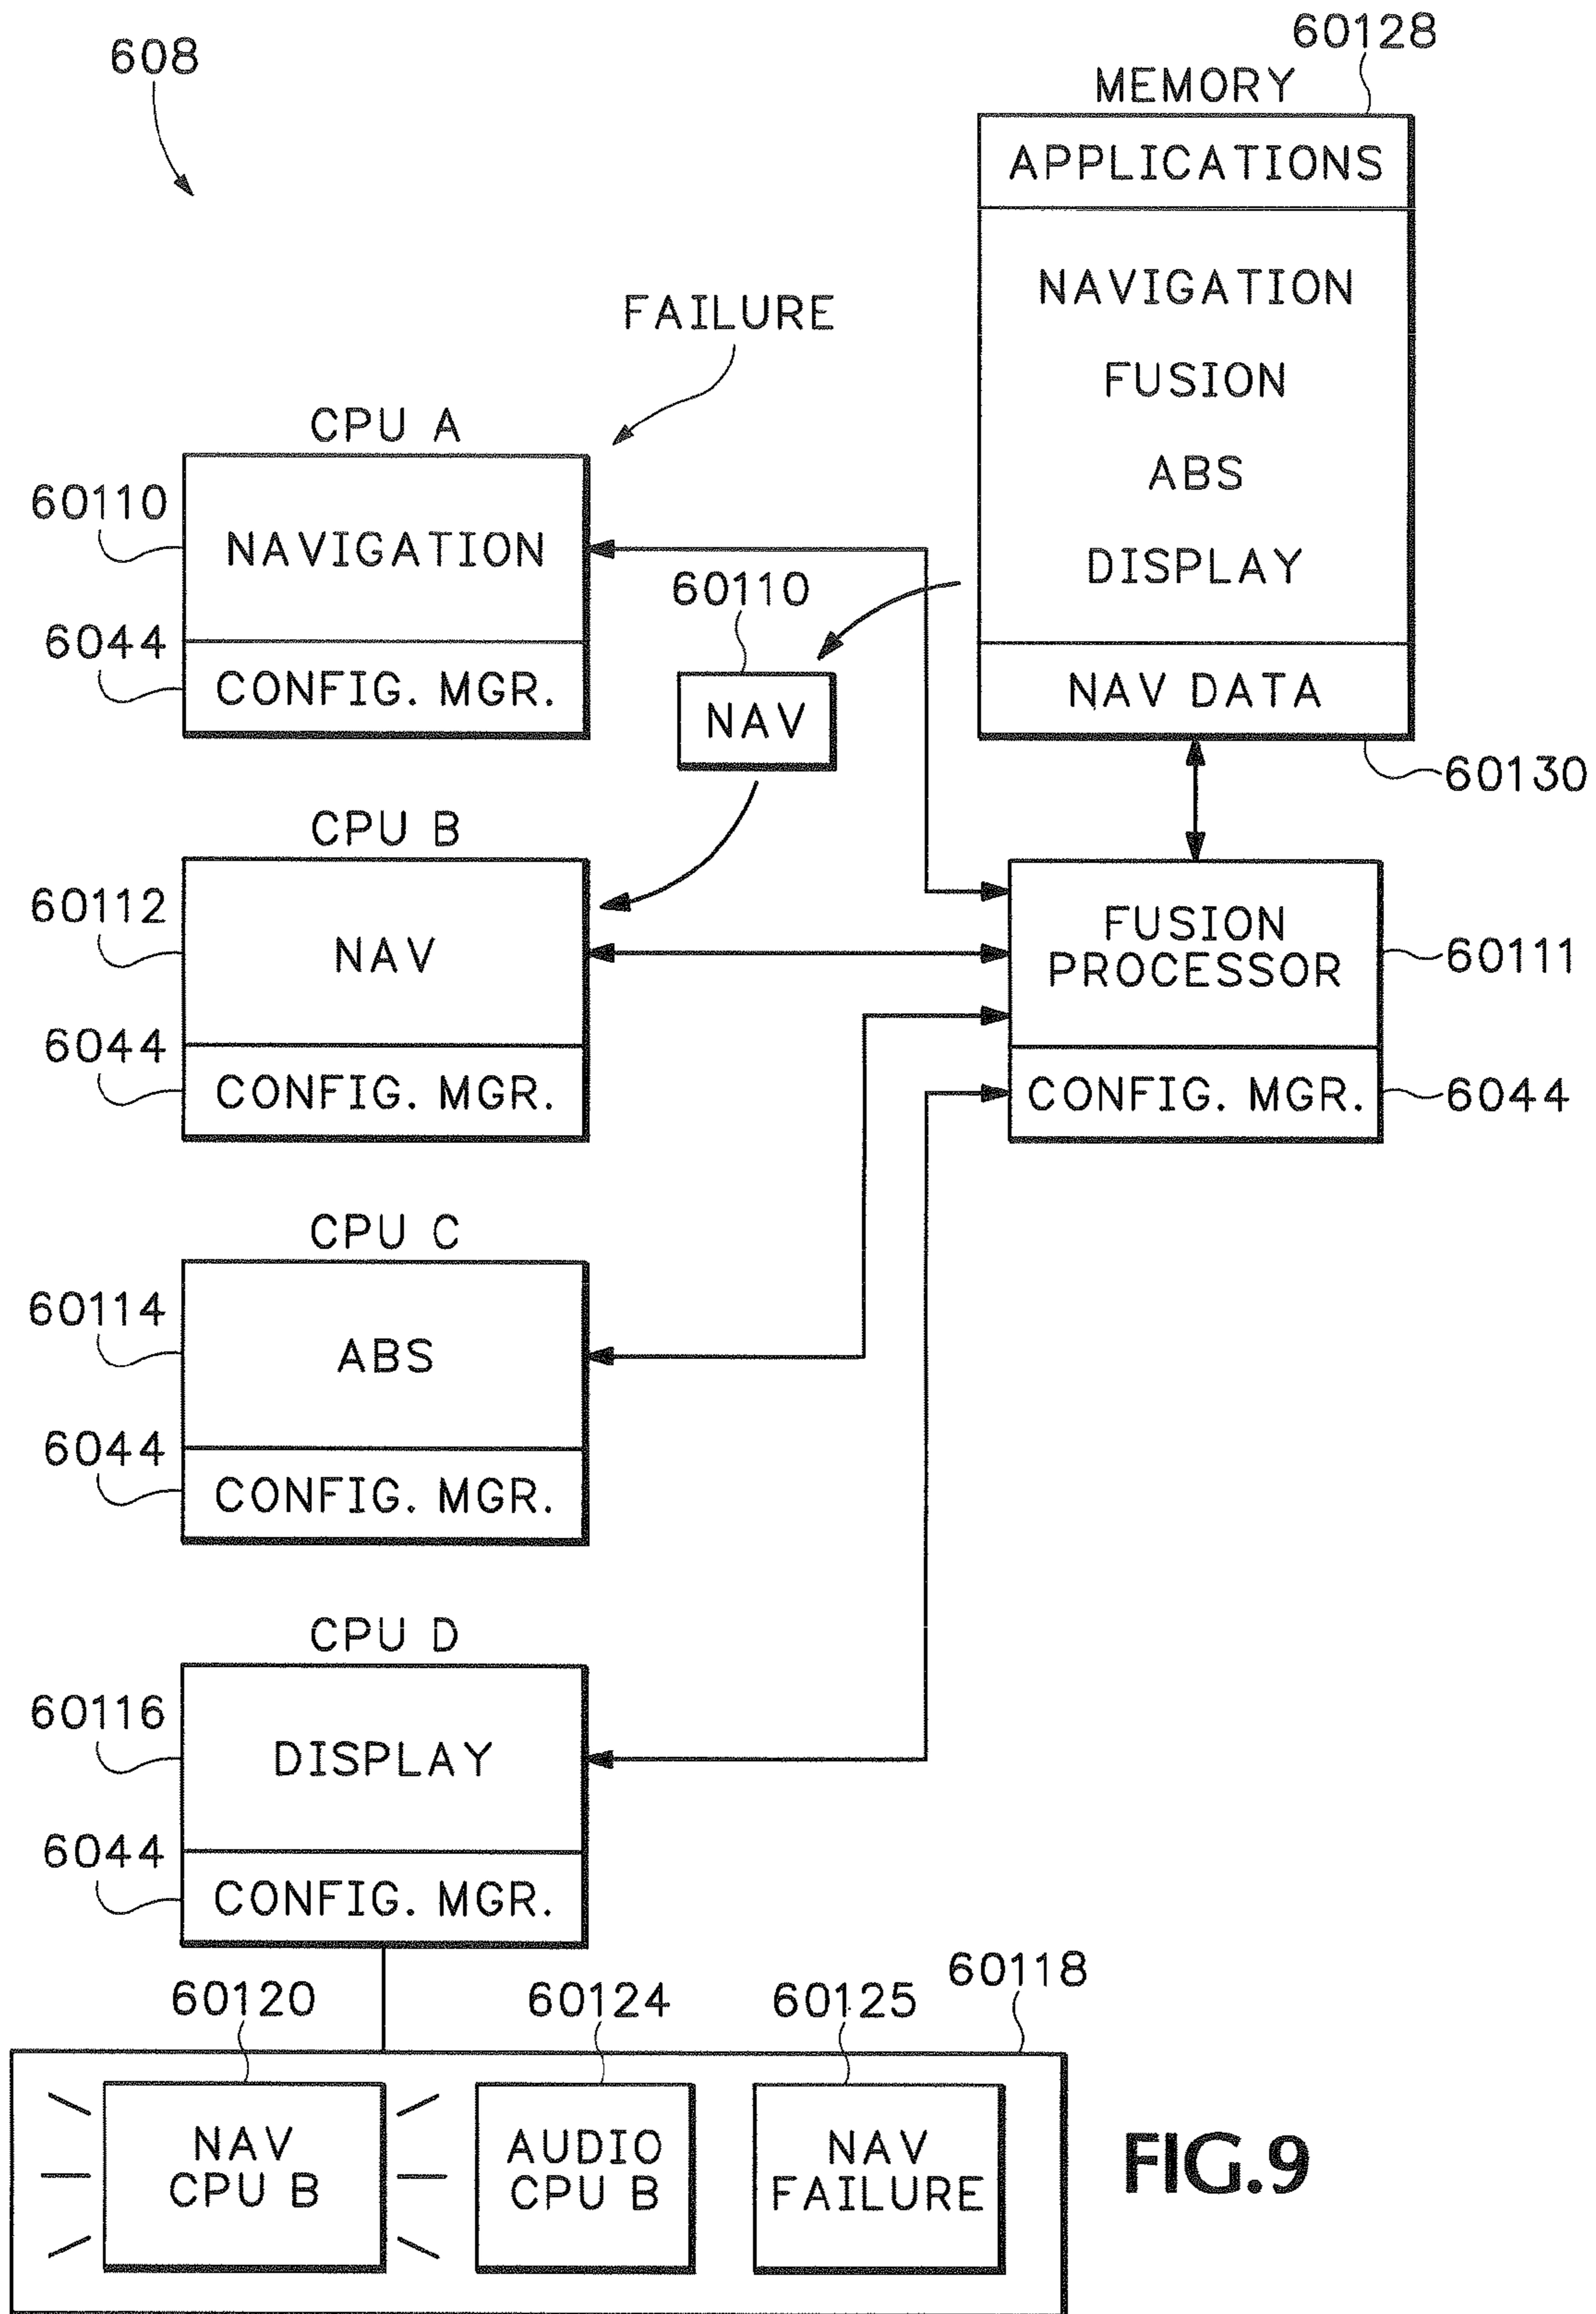 608
60128
MEMORY
APPLICATIONS
NAVIGATION
FUSION
ABS
DISPLAY
NAV DATA
60130
FAILURE
CPU A
60110
NAVIGATION
6044
CONFIG. MGR.
60110
NAV
CPU B
60112
NAV
6044
CONFIG. MGR.
FUSION
PROCESSOR
60111
CONFIG. MGR.
6044
CPU C
60114
ABS
6044
CONFIG. MGR.
CPU D
60116
DISPLAY
6044
CONFIG. MGR.
60120
60124
60125
60118
NAV
CPU B
AUDIO
CPU B
NAV
FAILURE
FIG.9